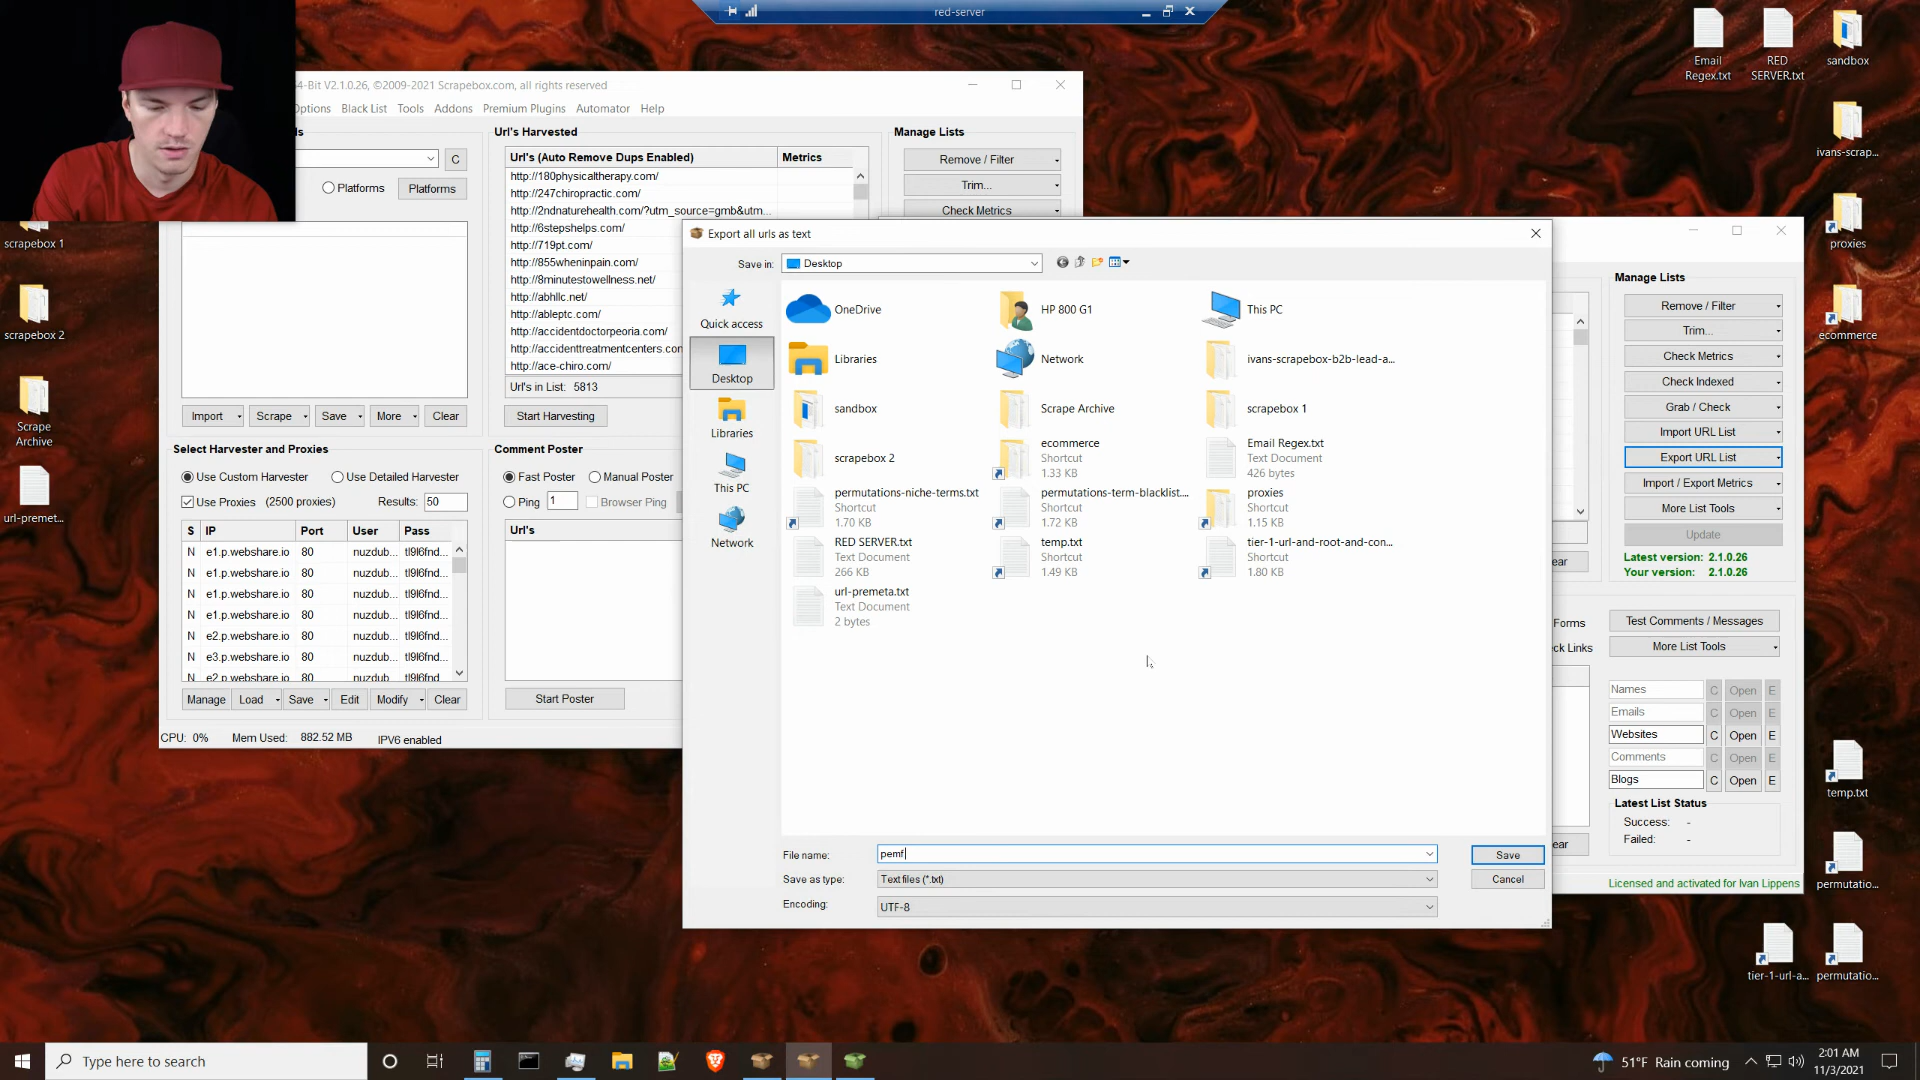 red-server
Email
Regex.txt
RED
SERVER.txt
sandbox
ivans-scrap...
proxies
ecommerce
temp.txt
permutatio...
tier-1-url-a...
permutatio...
scrapebox 1
scrapebox 2
Scrape
Archive
url-premet...
4-Bit V2.1.0.26, ©2009-2021 Scrapebox.com, all rights reserved
Options Black List Tools Addons Premium Plugins Automator Help
C
Platforms
Platforms
Import Scrape Save More Clear
Url's Harvested
Url's (Auto Remove Dups Enabled) Metrics
http://180physicaltherapy.com/
http://247chiropractic.com/
http://2ndnaturehealth.com/?utm_source=gmb&utm...
http://6stepshelps.com/
http://719pt.com/
http://855wheninpain.com/
http://8minutestowellness.net/
http://abhllc.net/
http://ableptc.com/
http://accidentdoctorpeoria.com/
http://accidenttreatmentcenters.con
http://ace-chiro.com/
Url's in List: 5813
Start Harvesting
Manage Lists
Remove / Filter
Trim...
Check Metrics
Select Harvester and Proxies
Use Custom Harvester Use Detailed Harvester
Use Proxies (2500 proxies) Results: 50
S IP Port User Pass
N e1.p.webshare.io 80 nuzdub... tl9l6fnd...
N e1.p.webshare.io 80 nuzdub... tl9l6fnd...
N e1.p.webshare.io 80 nuzdub... tl9l6fnd...
N e1.p.webshare.io 80 nuzdub... tl9l6fnd...
N e2.p.webshare.io 80 nuzdub... tl9l6fnd...
N e3.p.webshare.io 80 nuzdub... tl9l6fnd...
N e2.p.webshare.io 80 nuzdub... tl9l6fnd...
Manage Load Save Edit Modify Clear
CPU: 0% Mem Used: 882.52 MB IPV6 enabled
Comment Poster
Fast Poster Manual Poster
Ping 1 Browser Ping
Url's
Start Poster
Export all urls as text
Save in: Desktop
Quick access
Desktop
Libraries
This PC
Network
OneDrive
HP 800 G1
This PC
Libraries
Network
ivans-scrapebox-b2b-lead-a...
sandbox
Scrape Archive
scrapebox 1
scrapebox 2
ecommerce
Shortcut
1.33 KB
Email Regex.txt
Text Document
426 bytes
permutations-niche-terms.txt
Shortcut
1.70 KB
permutations-term-blacklist....
Shortcut
1.72 KB
proxies
Shortcut
1.15 KB
RED SERVER.txt
Text Document
266 KB
temp.txt
Shortcut
1.49 KB
tier-1-url-and-root-and-con...
Shortcut
1.80 KB
url-premeta.txt
Text Document
2 bytes
File name: pemf
Save as type: Text files (*.txt)
Encoding: UTF-8
Save
Cancel
Manage Lists
Remove / Filter
Trim...
Check Metrics
Check Indexed
Grab / Check
Import URL List
Export URL List
Import / Export Metrics
More List Tools
Update
Latest version: 2.1.0.26
Your version: 2.1.0.26
ear
Forms
ck Links
ear
Test Comments / Messages
More List Tools
Names C Open E
Emails C Open E
Websites C Open E
Comments C Open E
Blogs C Open E
Latest List Status
Success: -
Failed: -
Licensed and activated for Ivan Lippens
Type here to search
51°F Rain coming
2:01 AM
11/3/2021